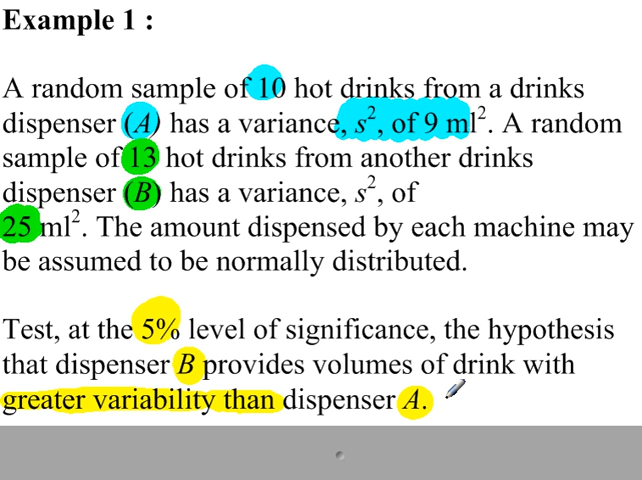 Example 1 :
A random sample of 10 hot drinks from a drinks
dispenser (A) has a variance, s², of 9 ml². A random
sample of 13 hot drinks from another drinks
dispenser (B) has a variance, s², of
25 ml². The amount dispensed by each machine may
be assumed to be normally distributed.
Test, at the 5% level of significance, the hypothesis
that dispenser B provides volumes of drink with
greater variability than dispenser A.